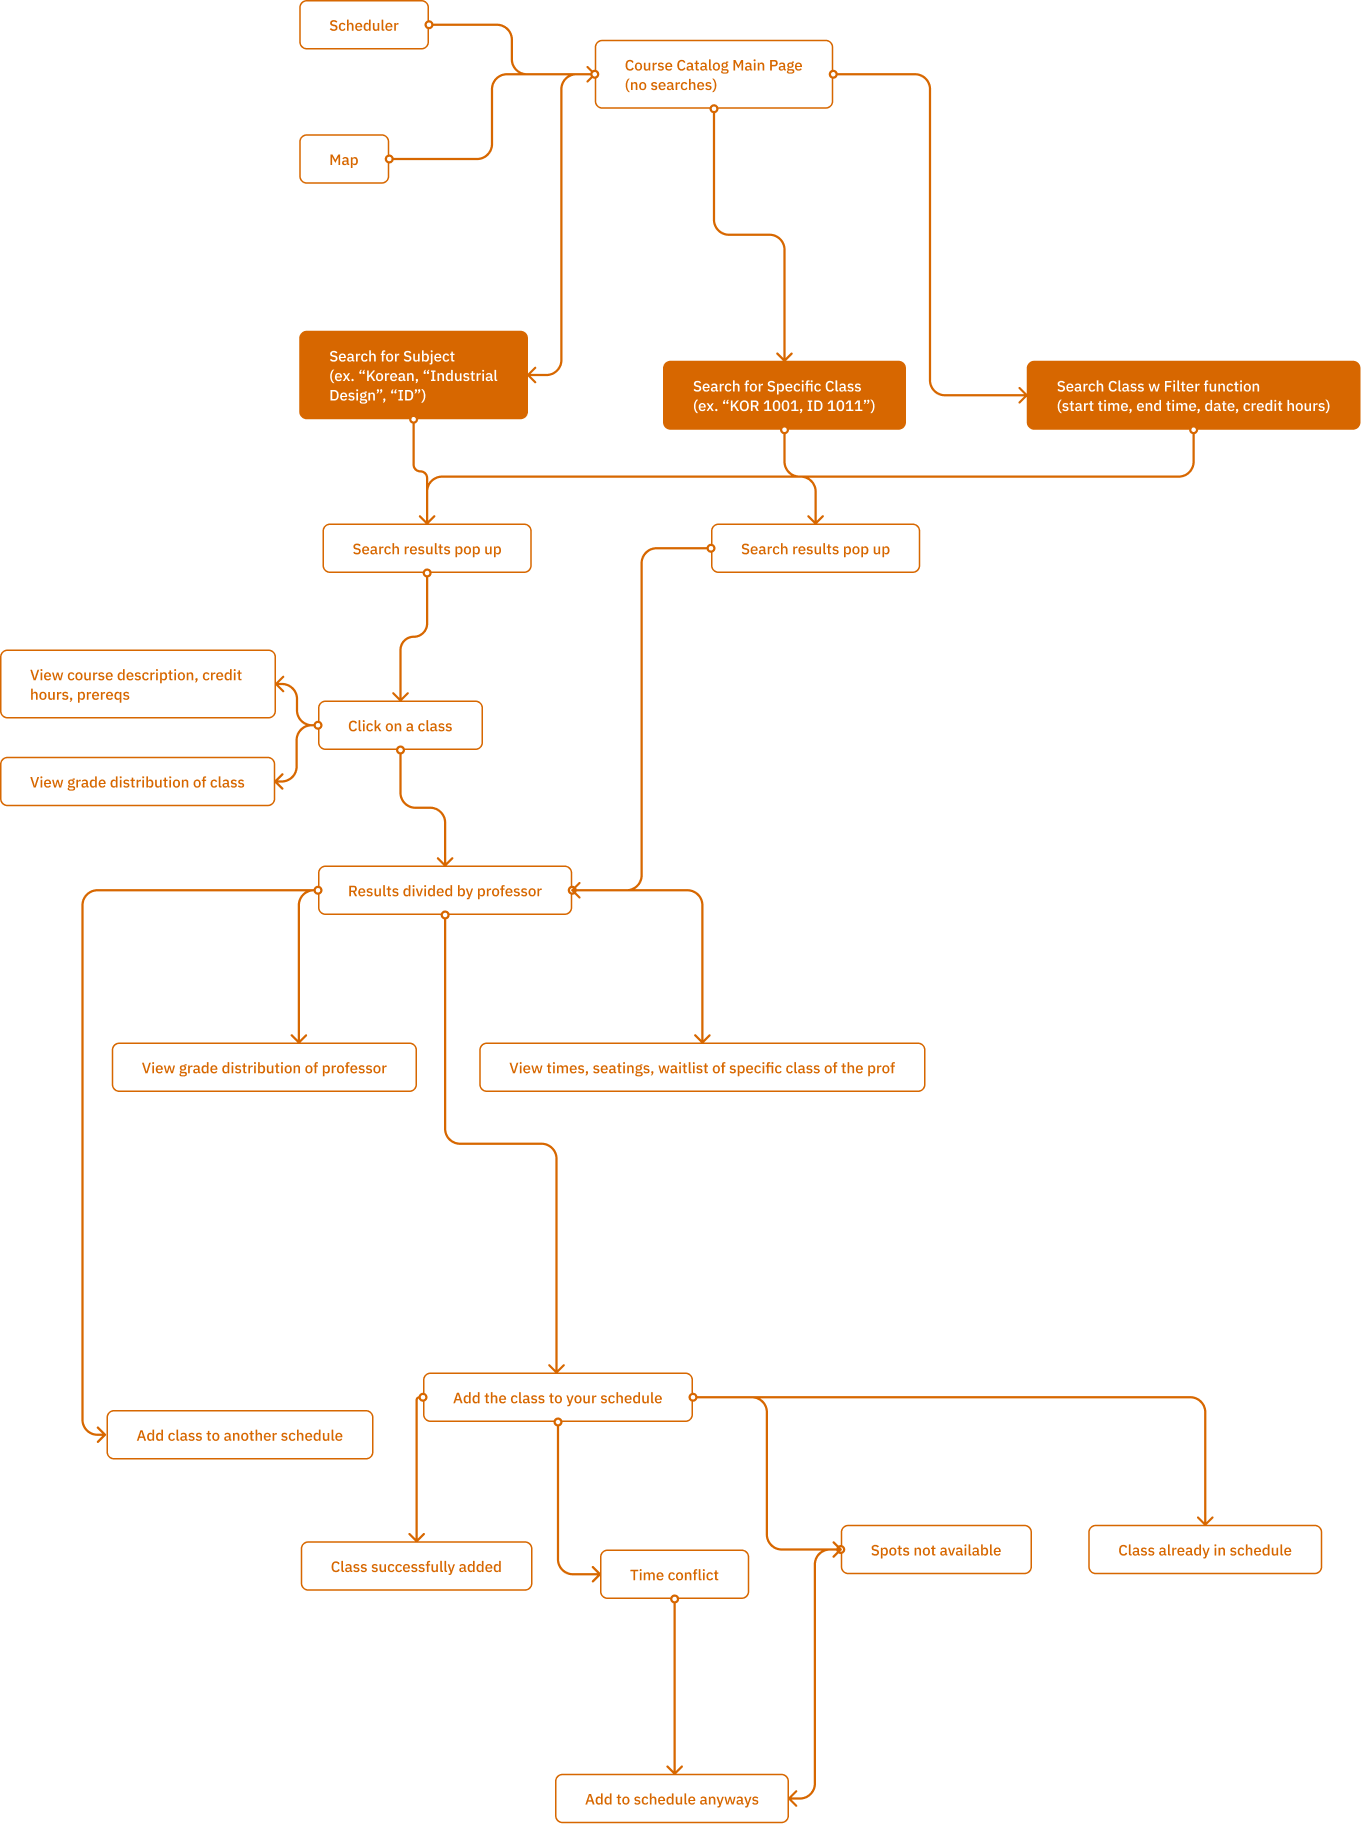 Scheduler
Course Catalog Main Page
(no searches)
Map
Search for Subject
(ex. “Korean, “Industrial
Design”, “ID”)
Search for Specific Class
(ex. “KOR 1001, ID 1011”)
Search Class w Filter function
(start time, end time, date, credit hours)
Search results pop up
Search results pop up
View course description, credit
hours, prereqs
Click on a class
View grade distribution of class
Results divided by professor
View grade distribution of professor
View times, seatings, waitlist of specific class of the prof
Add the class to your schedule
Add class to another schedule
Class successfully added
Time conflict
Spots not available
Class already in schedule
Add to schedule anyways